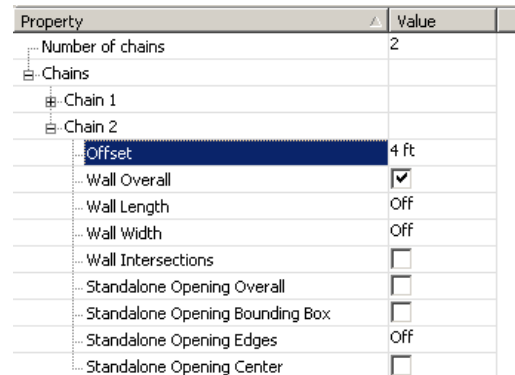 Property Value
Number of chains 2
Chains
Chain 1
Chain 2
Offset 4 ft
Wall Overall
Wall Length Off
Wall Width Off
Wall Intersections
Standalone Opening Overall
Standalone Opening Bounding Box
Standalone Opening Edges Off
Standalone Opening Center